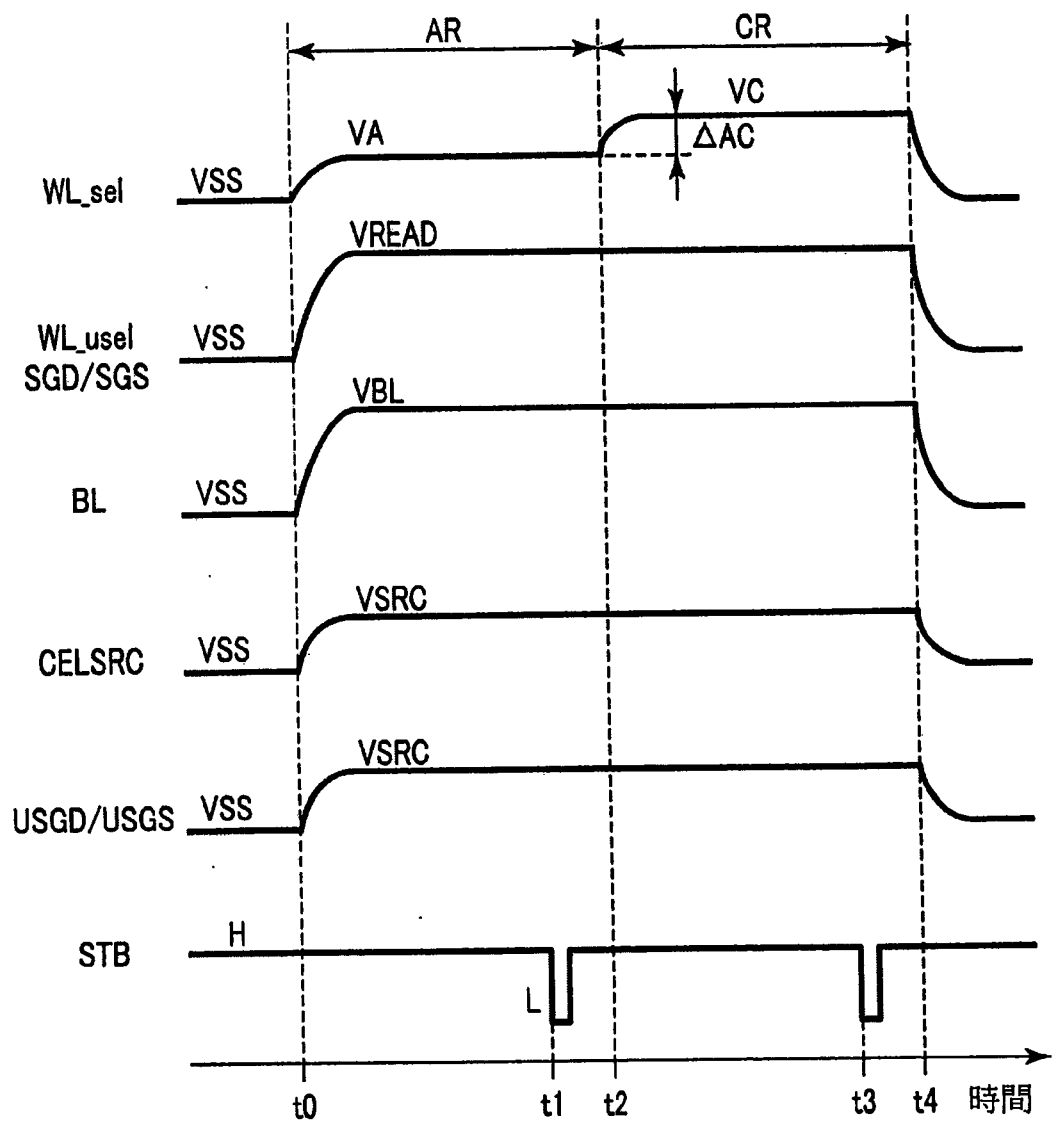 AR
CR
VC
VA
△AC
WL_sel
VSS
VREAD
WL_usel
SGD/SGS
VSS
VBL
BL
VSS
VSRC
CELSRC
VSS
VSRC
USGD/USGS
VSS
STB
H
L
t0
t1
t2
t3
t4
時間